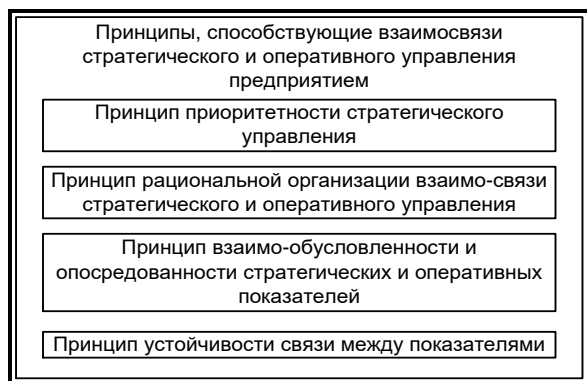 Принципы, способствующие взаимосвязи
стратегического и оперативного управления
предприятием
Принцип приоритетности стратегического
управления
Принцип рациональной организации взаимо-связи
стратегического и оперативного управления
Принцип взаимо-обусловленности и
опосредованности стратегических и оперативных
показателей
Принцип устойчивости связи между показателями